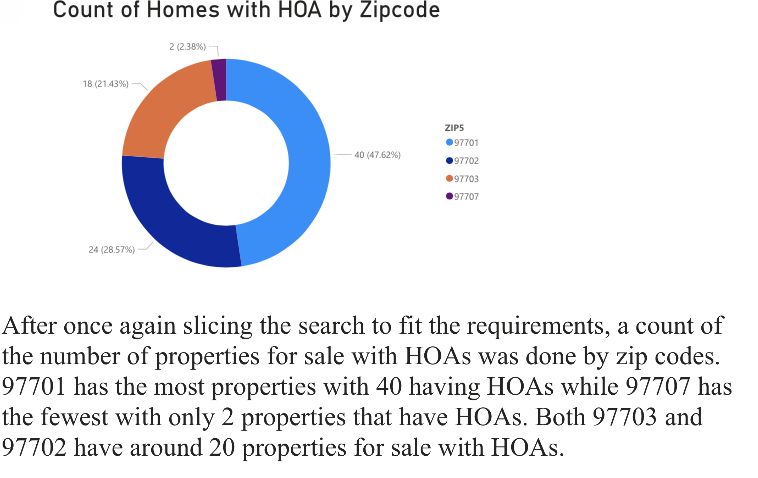 Count of Homes with HOA by Zipcode
2 (2.38%)
18 (21.43%)
40 (47.62%)
24 (28.57%)
ZIP5
97701
97702
97703
97707
After once again slicing the search to fit the requirements, a count of
the number of properties for sale with HOAs was done by zip codes.
97701 has the most properties with 40 having HOAs while 97707 has
the fewest with only 2 properties that have HOAs. Both 97703 and
97702 have around 20 properties for sale with HOAs.